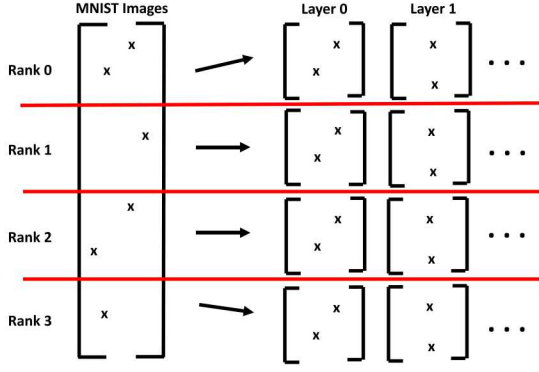 MNIST Images Layer 0 Layer 1
x x x
Rank 0 x x . . .
x
x x
Rank 1 x . . .
x x
x x x
Rank 2 . . .
x x x
x x
Rank 3 x . . .
x x